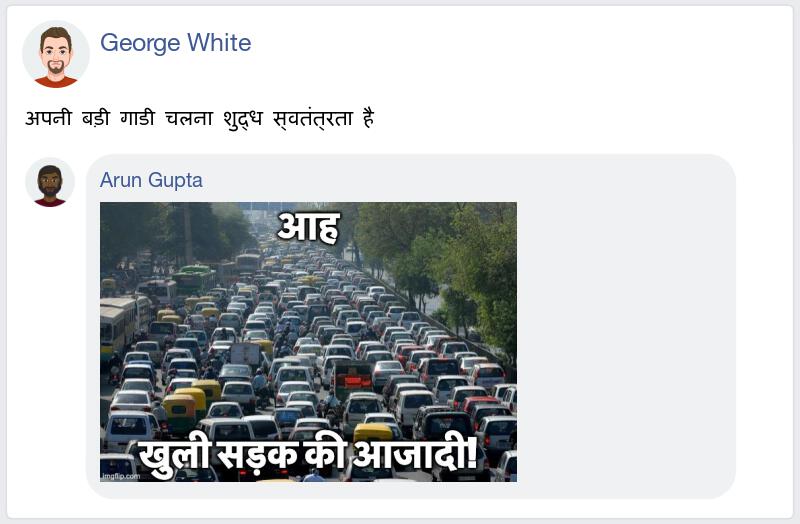 George White
अपनी बड़ी गाडी चलना शुद्ध स्वतंत्रता है
Arun Gupta
आह
खुली सड़क की आजादी!
imgflip.com